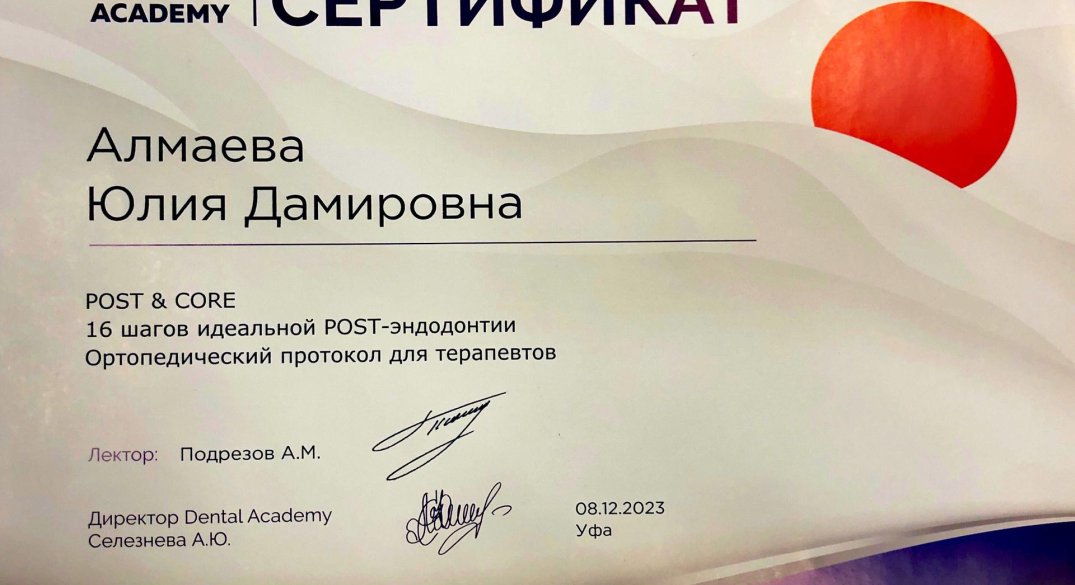 ACADEMY | СЕРТИФИКАТ
Алмаева
Юлия Дамировна
POST & CORE
16 шагов идеальной POST-эндодонтии
Ортопедический протокол для терапевтов
Лектор: Подрезов А.М.
Директор Dental Academy
Селезнева А.Ю.
08.12.2023
Уфа